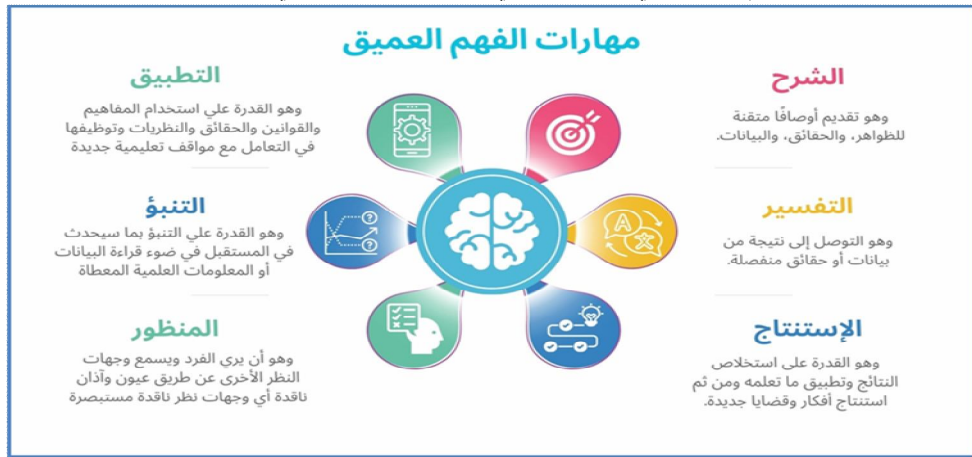 مهارات الفهم العميق
الشرح
وهو تقديم أوصافًا متقنة
للظواهر، والحقائق، والبيانات.
التفسير
وهو التوصل إلى نتيجة من
بيانات أو حقائق منفصلة.
الإستنتاج
وهو القدرة على استخلاص
النتائج وتطبيق ما تعلمه ومن ثم
استنتاج أفكار وقضايا جديدة.
التطبيق
وهو القدرة علي استخدام المفاهيم
والقوانين والحقائق والنظريات وتوظيفها
في التعامل مع مواقف تعليمية جديدة
التنبؤ
وهو القدرة علي التنبؤ بما سيحدث
في المستقبل في ضوء قراءة البيانات
أو المعلومات العلمية المعطاة
المنظور
وهو أن يري الفرد ويسمع وجهات
النظر الأخرى عن طريق عيون وآذان
ناقدة أي وجهات نظر ناقدة مستبصرة
A